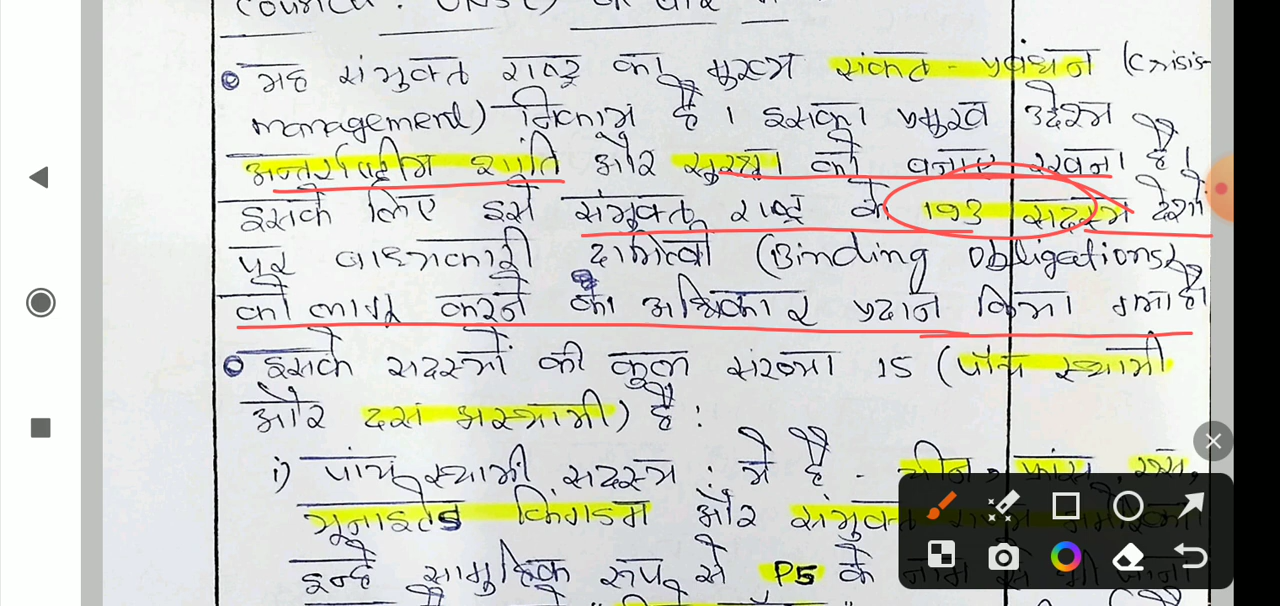 council : UNSC) के बारे में
• यह संयुक्त राष्ट्र का मुख्य संकट - प्रबंधन (Crisis-
management) निकाय है । इसका प्रमुख उद्देश्य
अन्तर्राष्ट्रीय शांति और सुरक्षा को बनाए रखना है ।
इसके लिए इसे संयुक्त राष्ट्र के 193 सदस्य देशों
पर बाध्यकारी दायित्वों (Binding obligations)
को लागू करने का अधिकार प्रदान किया गया है।
• इसके सदस्यों की कुल संख्या 15 (पाँच स्थायी
और दस अस्थायी) है :
i) पांच स्थायी सदस्य : ये हैं - चीन, फ्रांस, रूस,
यूनाइटेड किंगडम और संयुक्त राज्य अमेरिका
इन्हें सामूहिक रूप से P5 के नाम से भी जाना